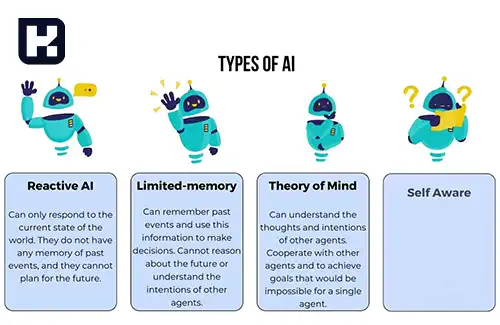 TYPES OF AI
? ?
Reactive AI
Can only respond to the
current state of the
world. They do not have
any memory of past
events, and they cannot
plan for the future.
Limited-memory
Can remember past
events and use this
information to make
decisions. Cannot reason
about the future or
understand the
intentions of other
agents.
Theory of Mind
Can understand the
thoughts and intentions
of other agents.
Cooperate with other
agents and to achieve
goals that would be
impossible for a single
agent.
Self Aware